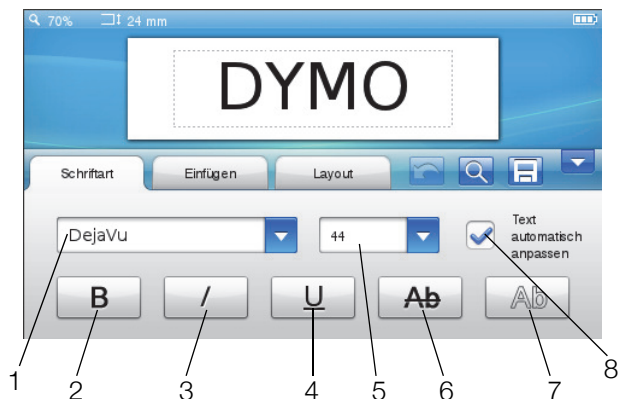 70% 24 mm
DYMO
Schriftart Einfügen Layout
DejaVu 44 Text
automatisch
anpassen
B I U Ab Ab
1 2 3 4 5 6 7 8